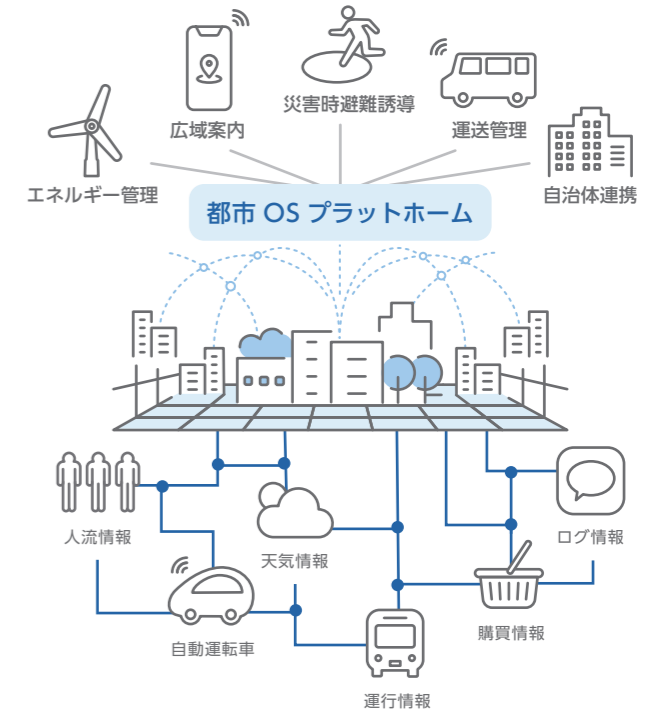 災害時避難誘導
広域案内
運送管理
エネルギー管理
自治体連携
都市 OS プラットホーム
人流情報
天気情報
ログ情報
自動運転車
購買情報
運行情報